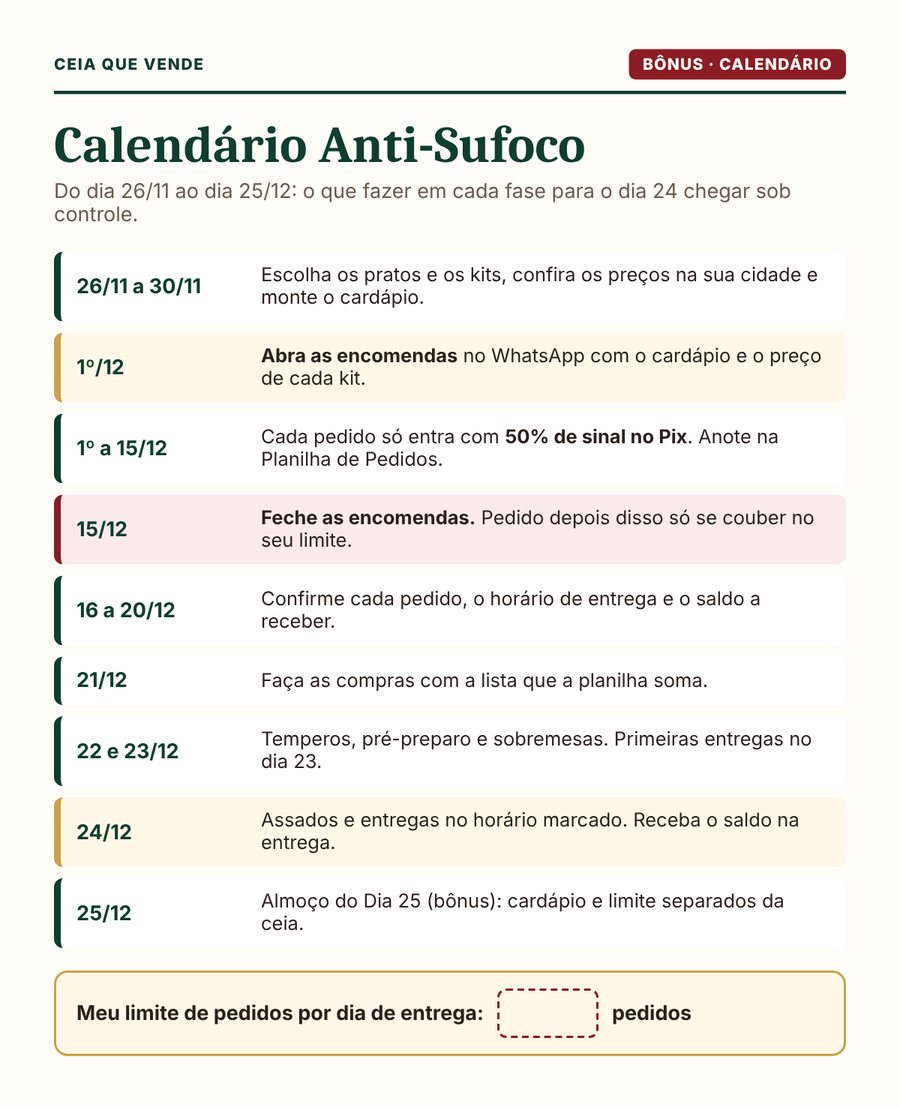 CEIA QUE VENDE
BÔNUS · CALENDÁRIO
Calendário Anti-Sufoco
Do dia 26/11 ao dia 25/12: o que fazer em cada fase para o dia 24 chegar sob
controle.
26/11 a 30/11
Escolha os pratos e os kits, confira os preços na sua cidade e
monte o cardápio.
1º/12
Abra as encomendas no WhatsApp com o cardápio e o preço
de cada kit.
1º a 15/12
Cada pedido só entra com 50% de sinal no Pix. Anote na
Planilha de Pedidos.
15/12
Feche as encomendas. Pedido depois disso só se couber no
seu limite.
16 a 20/12
Confirme cada pedido, o horário de entrega e o saldo a
receber.
21/12
Faça as compras com a lista que a planilha soma.
22 e 23/12
Temperos, pré-preparo e sobremesas. Primeiras entregas no
dia 23.
24/12
Assados e entregas no horário marcado. Receba o saldo na
entrega.
25/12
Almoço do Dia 25 (bônus): cardápio e limite separados da
ceia.
Meu limite de pedidos por dia de entrega: pedidos